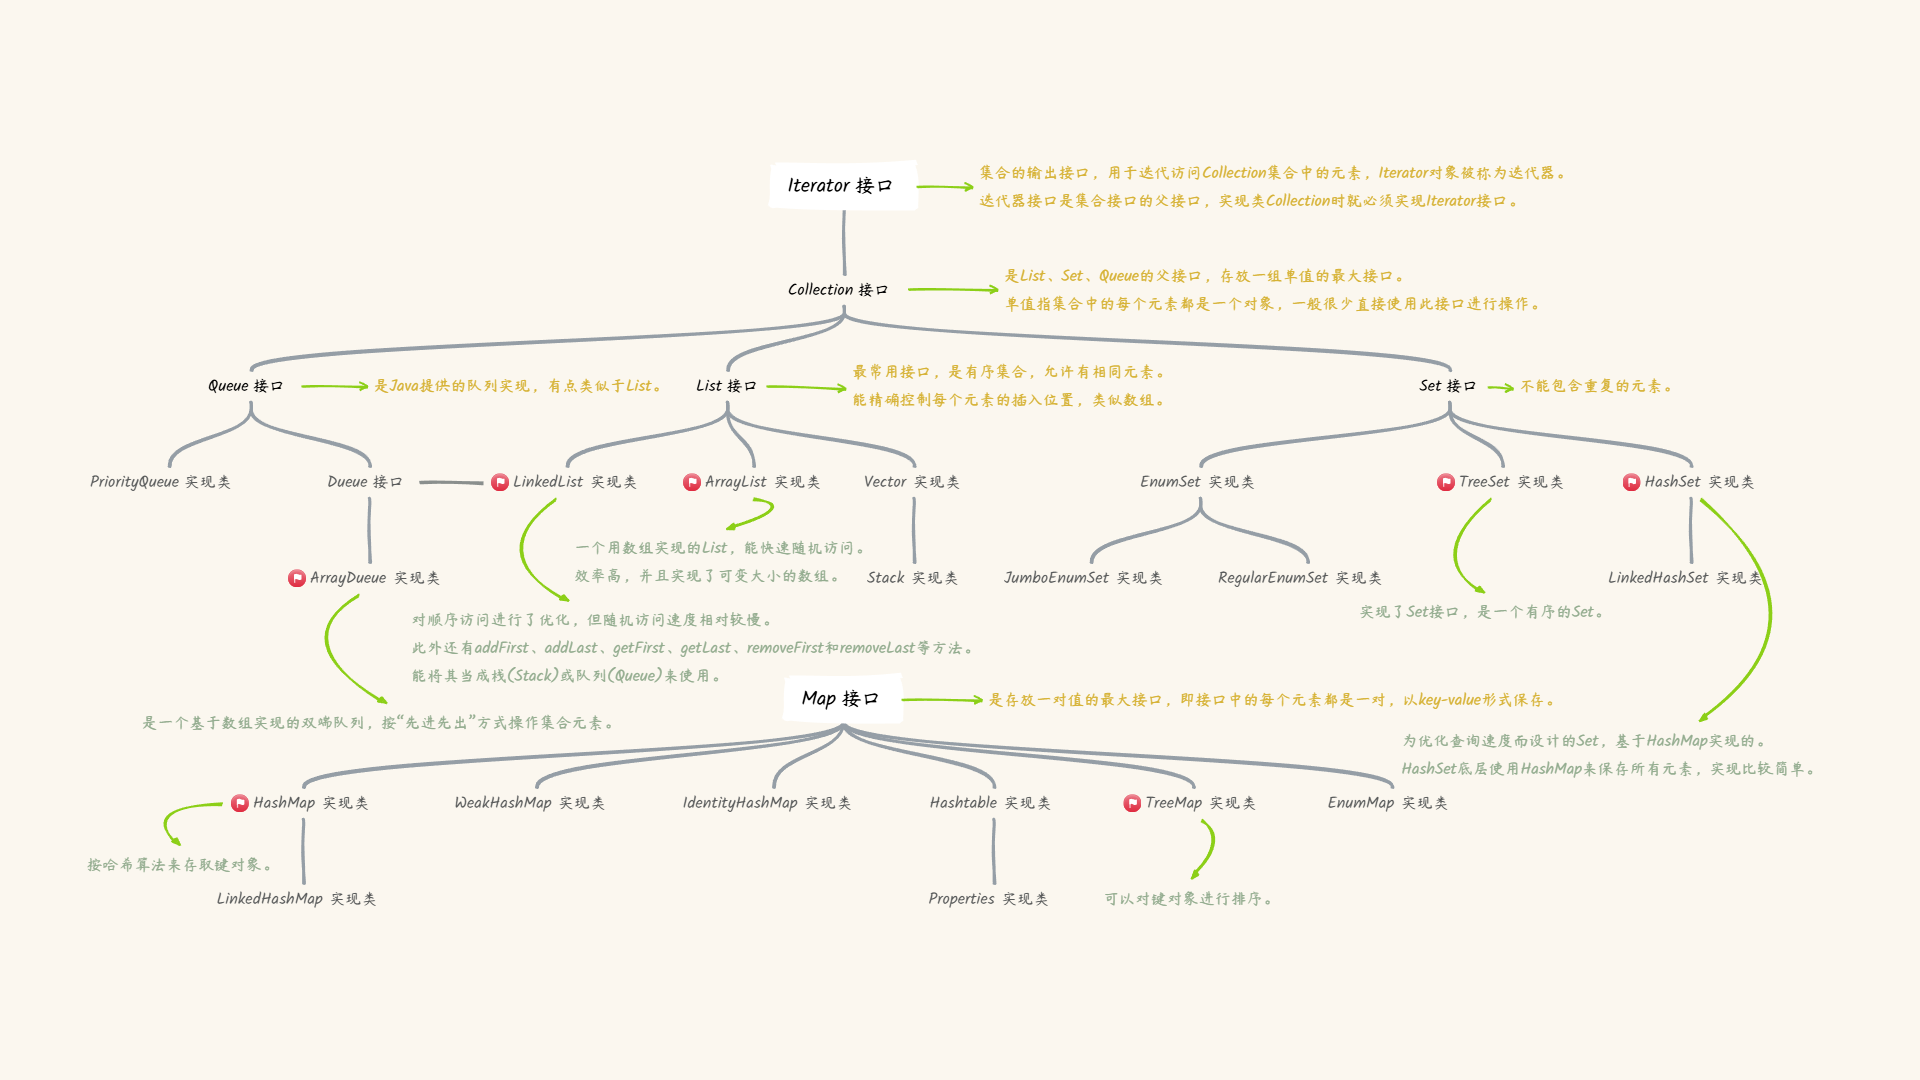 Iterator 接口
集合的输出接口，用于迭代访问Collection集合中的元素，Iterator对象被称为迭代器。
迭代器接口是集合接口的父接口，实现类Collection时就必须实现Iterator接口。
Collection 接口
是List、Set、Queue的父接口，存放一组单值的最大接口。
单值指集合中的每个元素都是一个对象，一般很少直接使用此接口进行操作。
Queue 接口
是Java提供的队列实现，有点类似于List。
List 接口
最常用接口，是有序集合，允许有相同元素。
能精确控制每个元素的插入位置，类似数组。
Set 接口
不能包含重复的元素。
PriorityQueue 实现类
Dueue 接口
LinkedList 实现类
ArrayList 实现类
Vector 实现类
EnumSet 实现类
TreeSet 实现类
HashSet 实现类
一个用数组实现的List，能快速随机访问。
效率高，并且实现了可变大小的数组。
ArrayDueue 实现类
Stack 实现类
JumboEnumSet 实现类
RegularEnumSet 实现类
LinkedHashSet 实现类
实现了Set接口，是一个有序的Set。
对顺序访问进行了优化，但随机访问速度相对较慢。
此外还有addFirst、addLast、getFirst、getLast、removeFirst和removeLast等方法。
能将其当成栈(Stack)或队列(Queue)来使用。
是一个基于数组实现的双端队列，按“先进先出”方式操作集合元素。
Map 接口
是存放一对值的最大接口，即接口中的每个元素都是一对，以key-value形式保存。
为优化查询速度而设计的Set，基于HashMap实现的。
HashSet底层使用HashMap来保存所有元素，实现比较简单。
HashMap 实现类
WeakHashMap 实现类
IdentityHashMap 实现类
Hashtable 实现类
TreeMap 实现类
EnumMap 实现类
按哈希算法来存取键对象。
LinkedHashMap 实现类
Properties 实现类
可以对键对象进行排序。